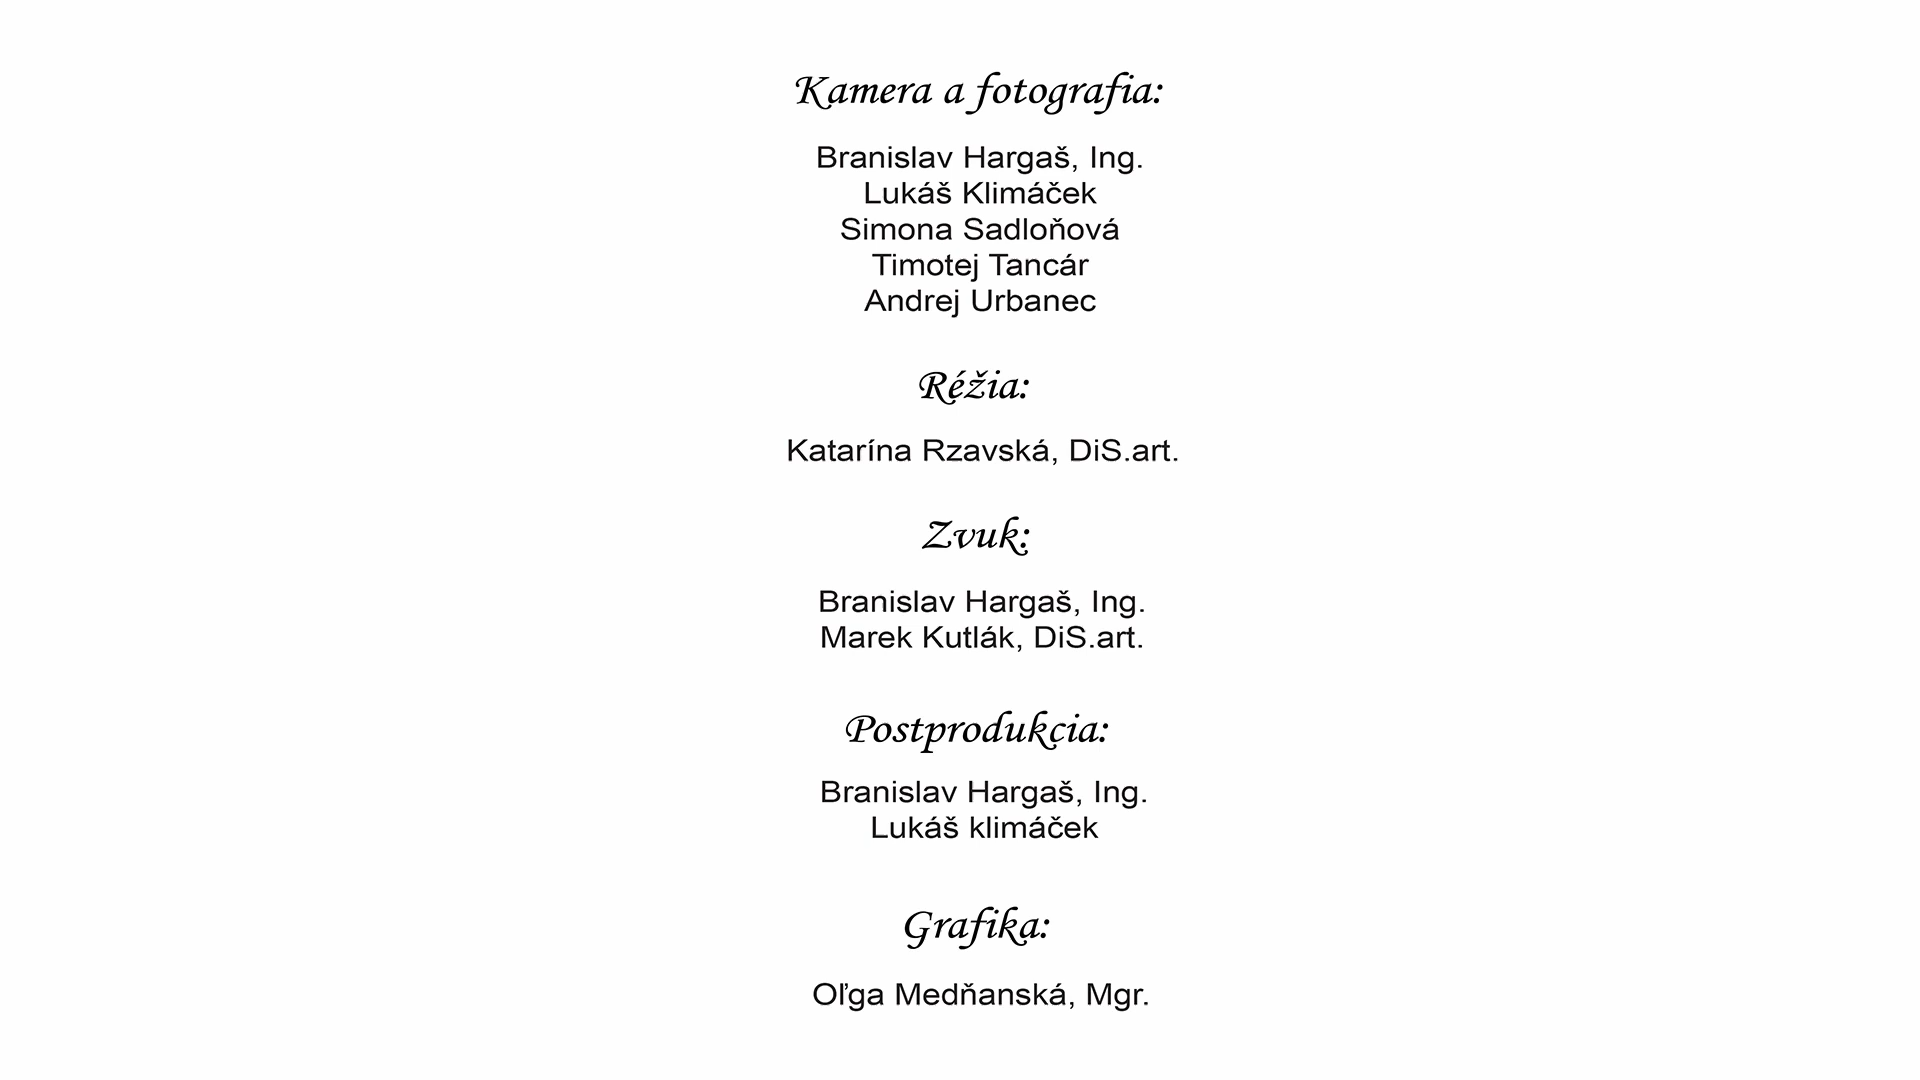 Kamera a fotografia:
Branislav Hargaš, Ing.
Lukáš Klimáček
Simona Sadloňová
Timotej Tancár
Andrej Urbanec
Réžia:
Katarína Rzavská, DiS.art.
Zvuk:
Branislav Hargaš, Ing.
Marek Kutlák, DiS.art.
Postprodukcia:
Branislav Hargaš, Ing.
Lukáš klimáček
Grafika:
Oľga Medňanská, Mgr.